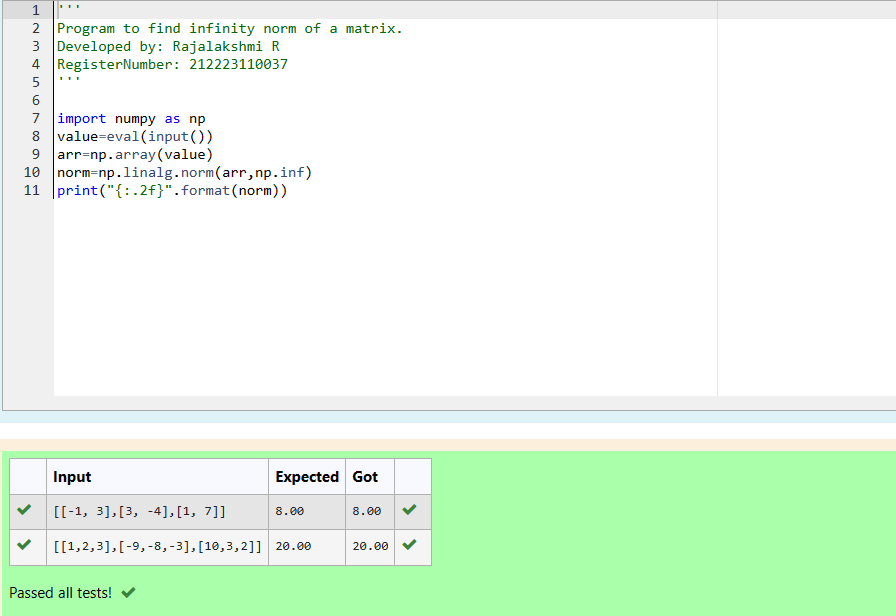 1 '''
2 Program to find infinity norm of a matrix.
3 Developed by: Rajalakshmi R
4 RegisterNumber: 212223110037
5 '''
6
7 import numpy as np
8 value=eval(input())
9 arr=np.array(value)
10 norm=np.linalg.norm(arr,np.inf)
11 print("{:.2f}".format(norm))
Input Expected Got
[[-1, 3],[3, -4],[1, 7]] 8.00 8.00
[[1,2,3],[-9,-8,-3],[10,3,2]] 20.00 20.00
Passed all tests!